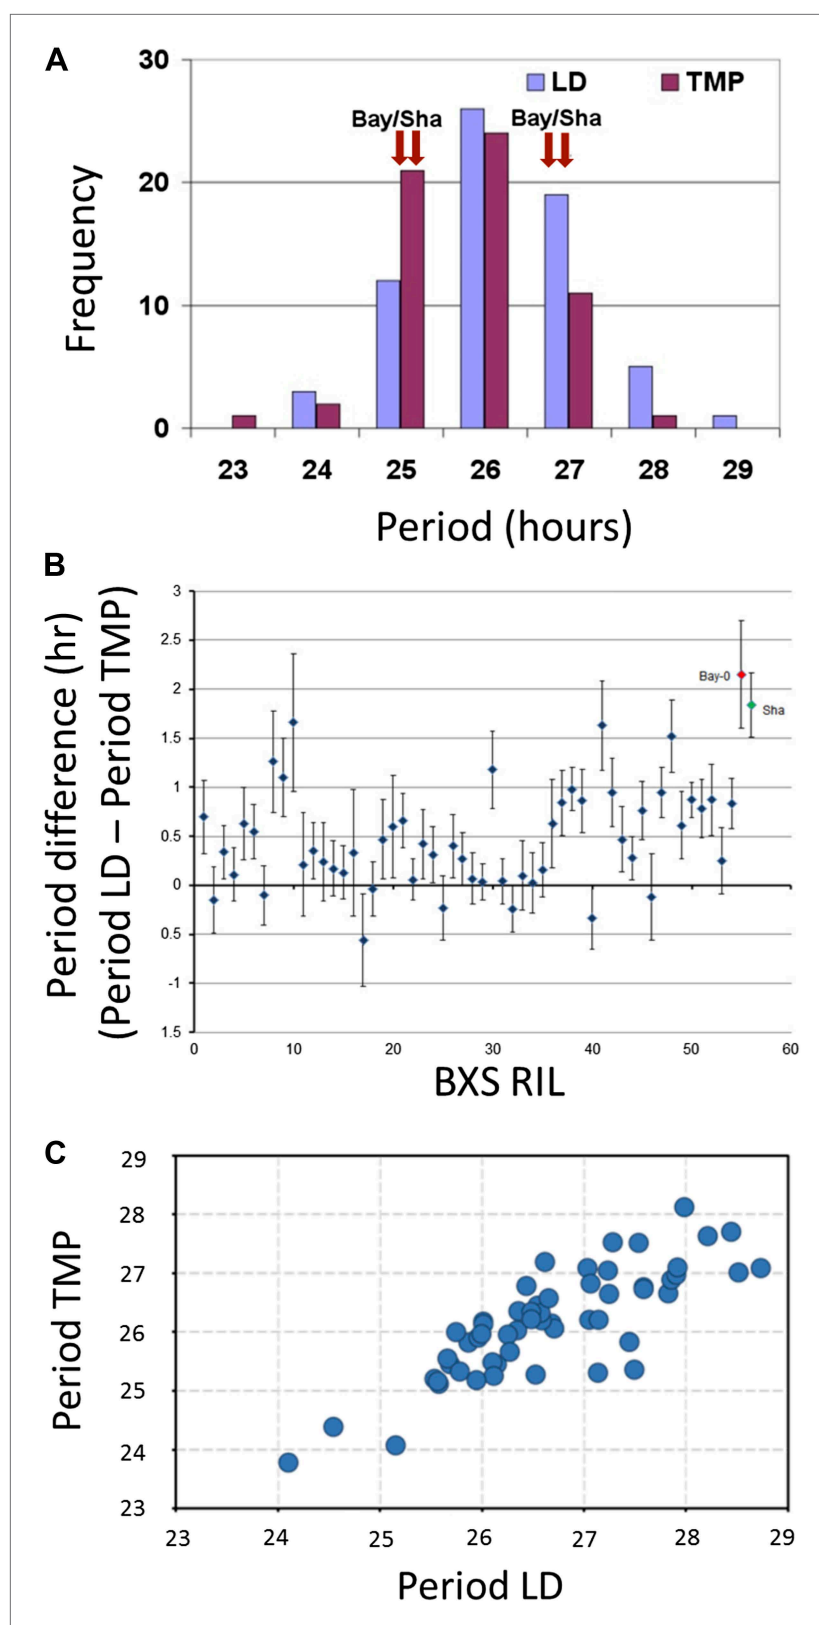 A
30
LD
TMP
Bay/Sha
Bay/Sha
20
10
0
Frequency
23 24 25 26 27 28 29
Period (hours)
B
Period difference (hr)
(Period LD – Period TMP)
3
2.5
2
1.5
1
0.5
0
0.5
-1
1.5
Bay-0
Sha
0 10 20 30 40 50 60
BXS RIL
C
Period TMP
29
28
27
26
25
24
23
23 24 25 26 27 28 29
Period LD